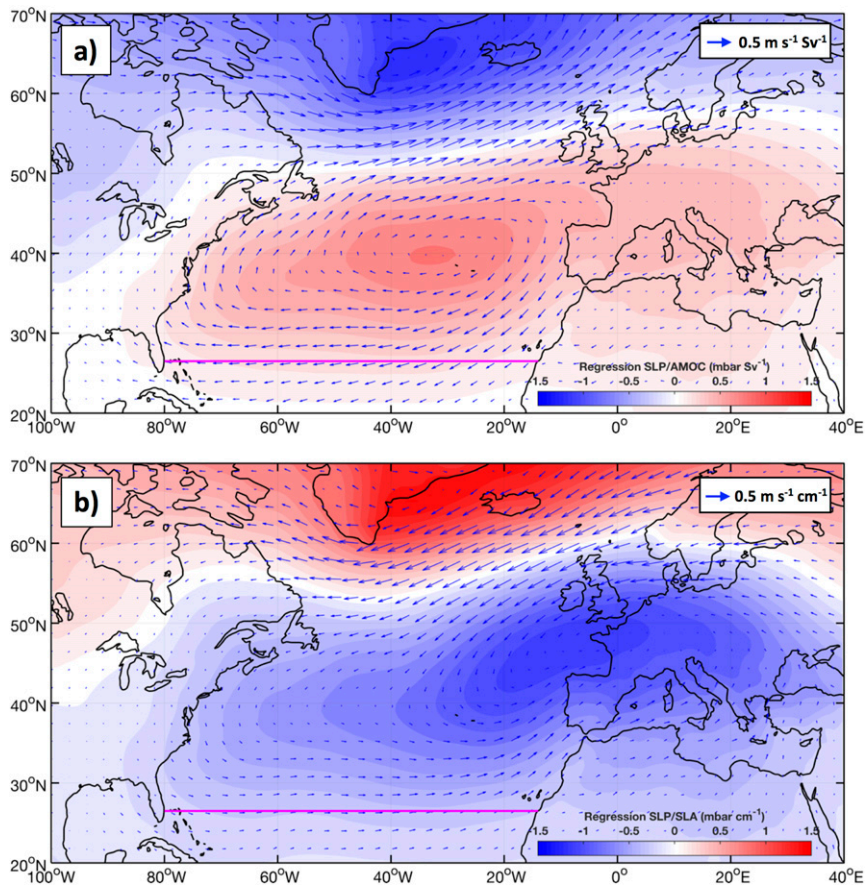 70°N
a)
0.5 m s⁻¹ Sv⁻¹
60°N
50°N
40°N
30°N
Regression SLP/AMOC (mbar Sv⁻¹)
-1.5 -1 -0.5 0 0.5 1 1.5
20°N
100°W 80°W 60°W 40°W 20°W 0° 20°E 40°E
70°N
b)
0.5 m s⁻¹ cm⁻¹
60°N
50°N
40°N
30°N
Regression SLP/SLA (mbar cm⁻¹)
1.5 -1 -0.5 0 0.5 1 1.5
20°N
100°W 80°W 60°W 40°W 20°W 0° 20°E 40°E